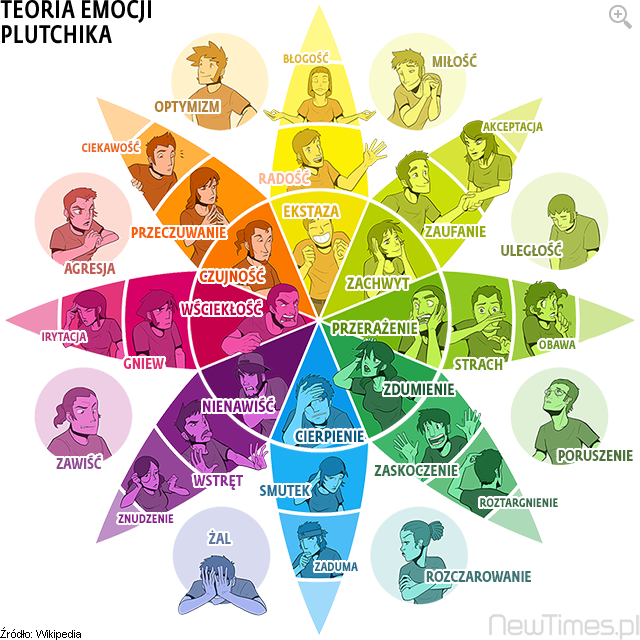 TEORIA EMOCJI
PLUTCHIKA
BŁOGOŚĆ
MIŁOŚĆ
OPTYMIZM
AKCEPTACJA
CIEKAWOŚĆ
RADOŚĆ
EKSTAZA
PRZECZUWANIE
ZAUFANIE
ULEGŁOŚĆ
AGRESJA
CZUJNOŚĆ
ZACHWYT
WŚCIEKŁOŚĆ
PRZERAŻENIE
IRYTACJA
GNIEW
STRACH
OBAWA
NIENAWIŚĆ
ZDUMIENIE
CIERPIENIE
ZAWIŚĆ
PORUSZENIE
WSTRĘT
SMUTEK
ZASKOCZENIE
ZNUDZENIE
ROZTARGNIENIE
ŻAL
ZADUMA
ROZCZAROWANIE
Źródło: Wikipedia
NewTimes.pl